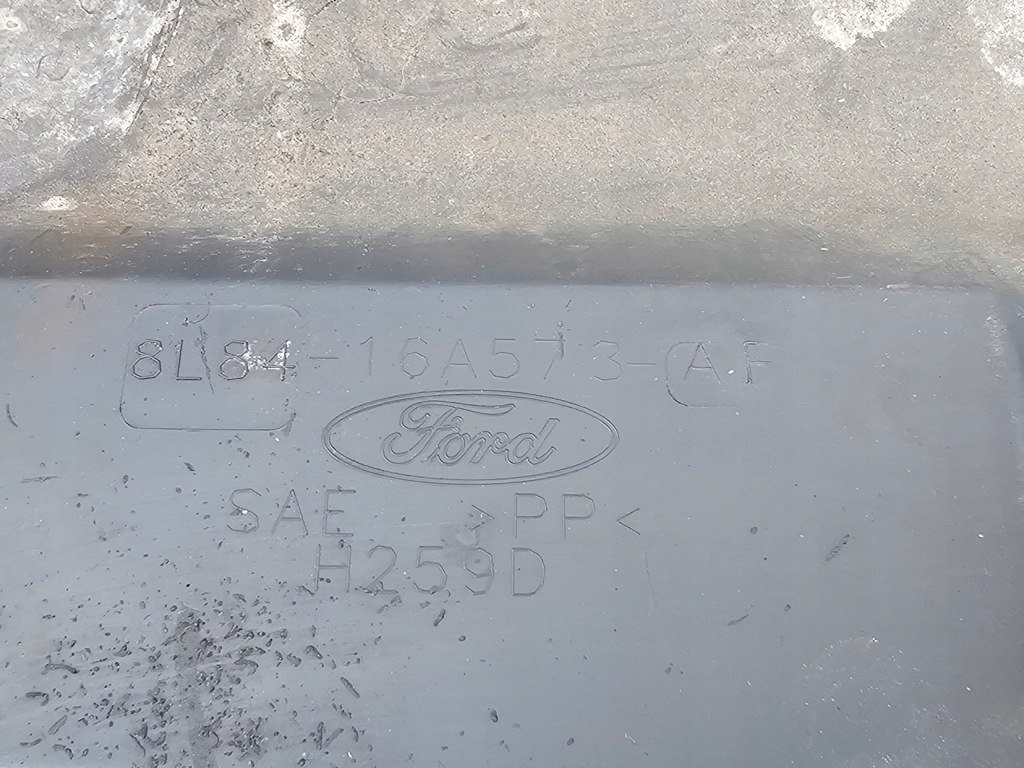 8L84-16A573-AF
Ford
SAE >PP<
H259D